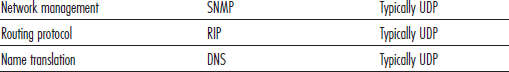 Network management SNMP Typically UDP
Routing protocol RIP Typically UDP
Name translation DNS Typically UDP